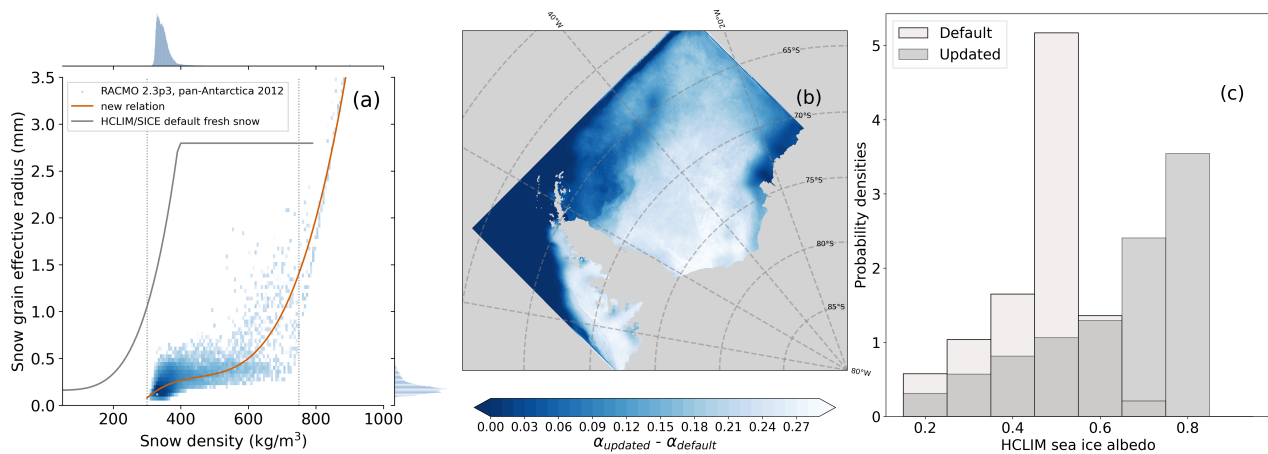 (a)
RACMO 2.3p3, pan-Antarctica 2012
new relation
HCLIM/SICE default fresh snow
Snow grain effective radius (mm)
3.5
3.0
2.5
2.0
1.5
1.0
0.5
0.0
200
400
600
800
1000
Snow density (kg/m³)
(b)
40°W
20°W
65°S
70°S
75°S
80°S
85°S
80°W
0.00 0.03 0.06 0.09 0.12 0.15 0.18 0.21 0.24 0.27
α_updated - α_default
(c)
Default
Updated
Probability densities
5
4
3
2
1
0
0.2
0.4
0.6
0.8
HCLIM sea ice albedo